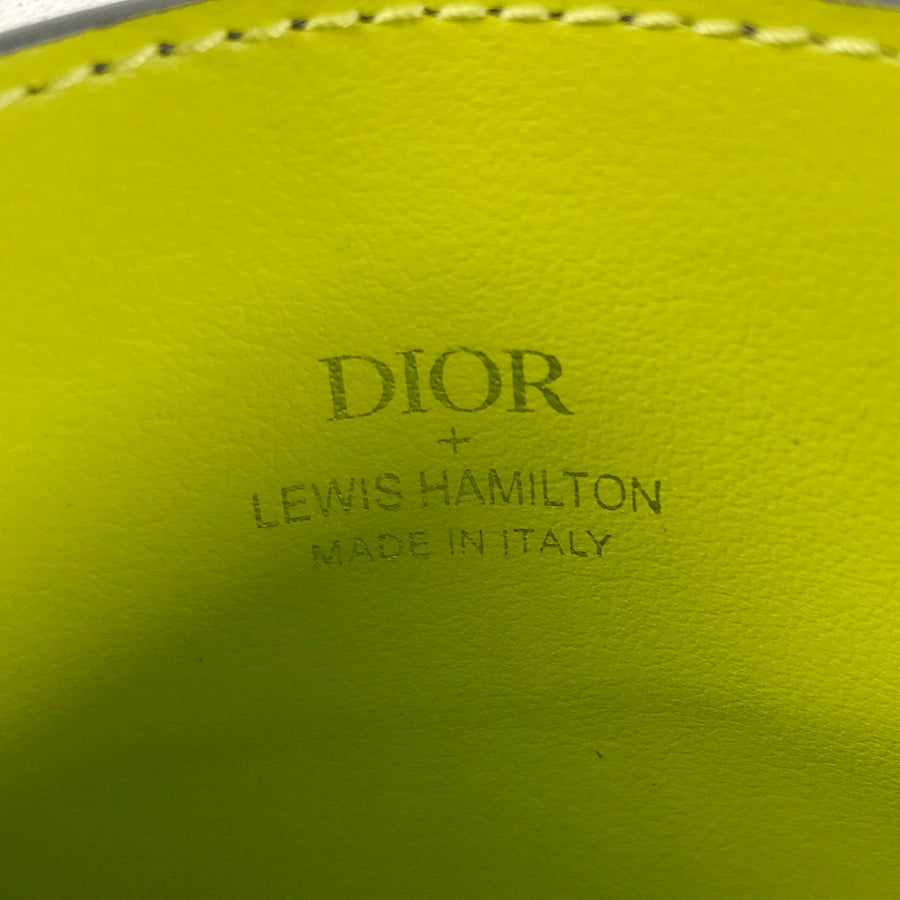 DIOR
+
LEWIS HAMILTON
MADE IN ITALY